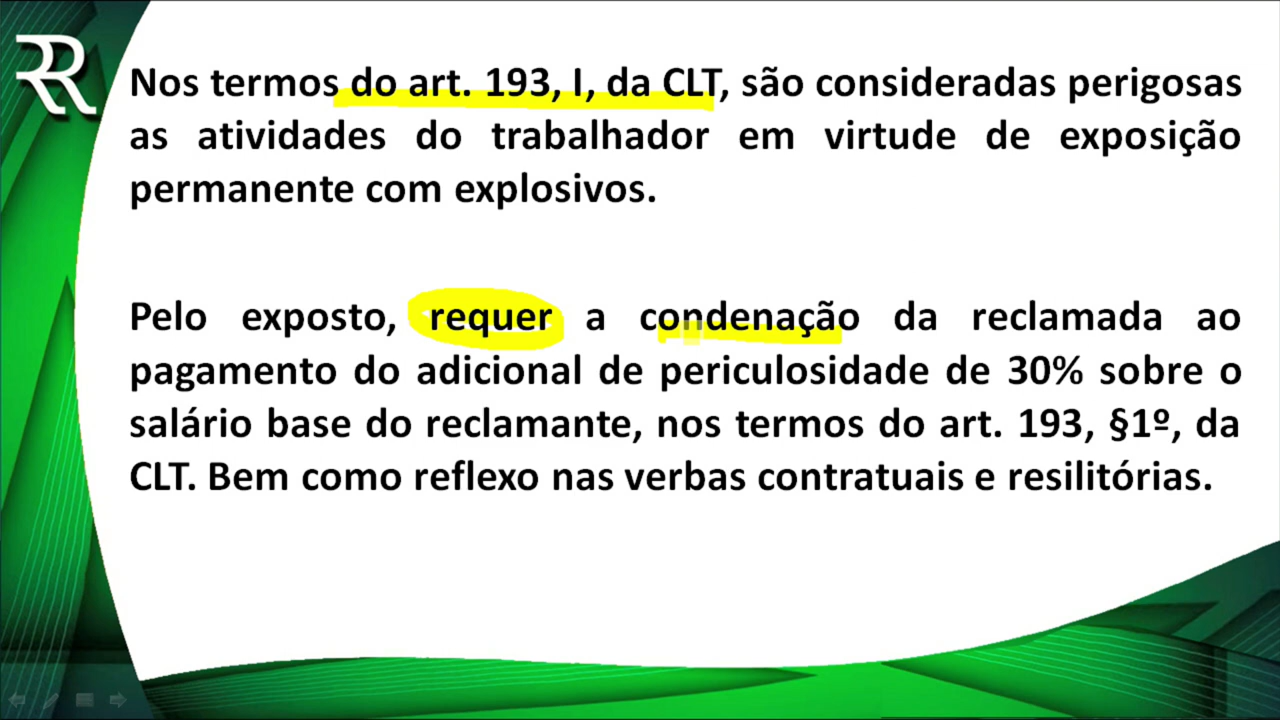 Nos termos do art. 193, I, da CLT, são consideradas perigosas
as atividades do trabalhador em virtude de exposição
permanente com explosivos.
Pelo exposto, requer a condenação da reclamada ao
pagamento do adicional de periculosidade de 30% sobre o
salário base do reclamante, nos termos do art. 193, §1º, da
CLT. Bem como reflexo nas verbas contratuais e resilitórias.